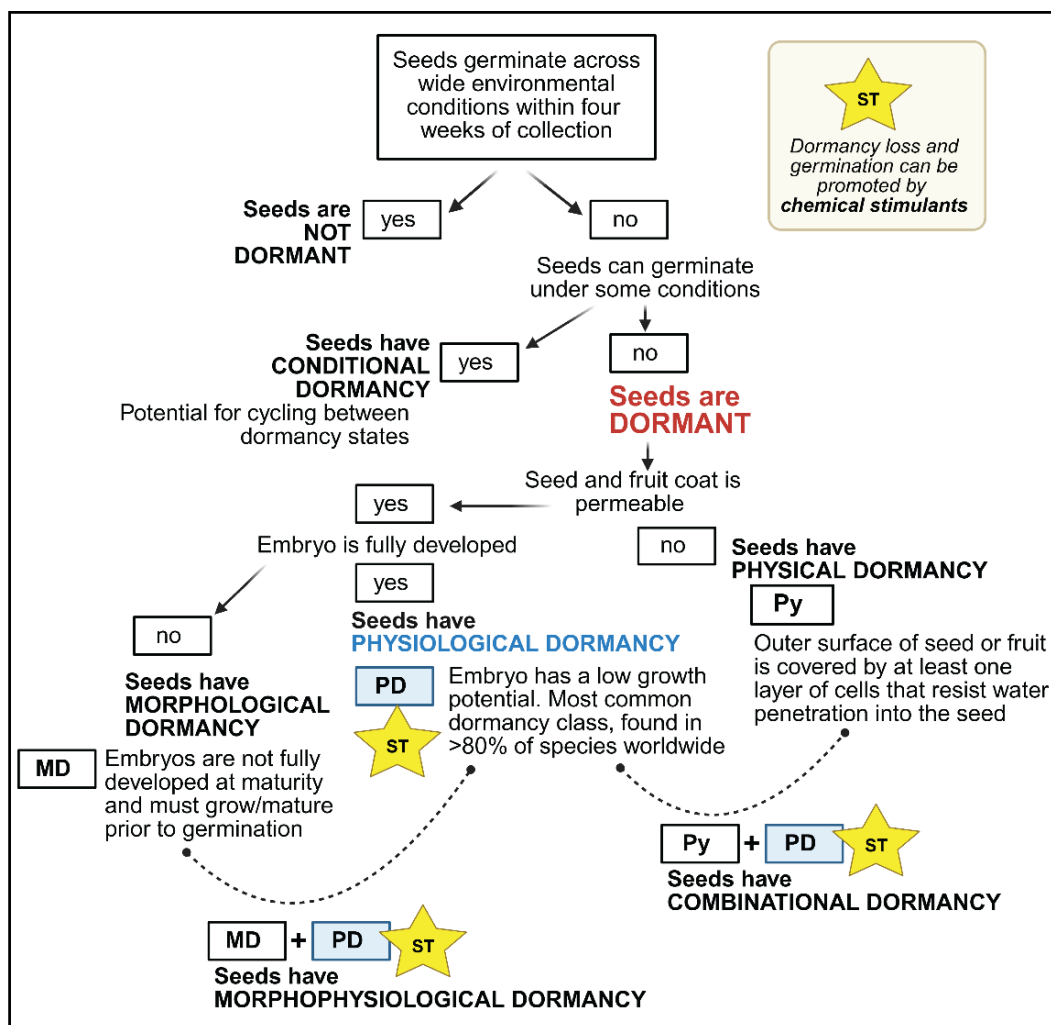 Seeds germinate across
wide environmental
conditions within four
weeks of collection
ST
Dormancy loss and
germination can be
promoted by
chemical stimulants
Seeds are
NOT
DORMANT
yes
no
Seeds can germinate
under some conditions
Seeds have
CONDITIONAL
DORMANCY
yes
Potential for cycling between
dormancy states
no
Seeds are
DORMANT
Seed and fruit coat is
permeable
yes
Embryo is fully developed
no
Seeds have
PHYSICAL DORMANCY
Py
Outer surface of seed or fruit
is covered by at least one
layer of cells that resist water
penetration into the seed
yes
Seeds have
PHYSIOLOGICAL DORMANCY
PD
ST
Embryo has a low growth
potential. Most common
dormancy class, found in
>80% of species worldwide
no
Seeds have
MORPHOLOGICAL
DORMANCY
MD
Embryos are not fully
developed at maturity
and must grow/mature
prior to germination
Py + PD ST
Seeds have
COMBINATIONAL DORMANCY
MD + PD ST
Seeds have
MORPHOPHYSIOLOGICAL DORMANCY